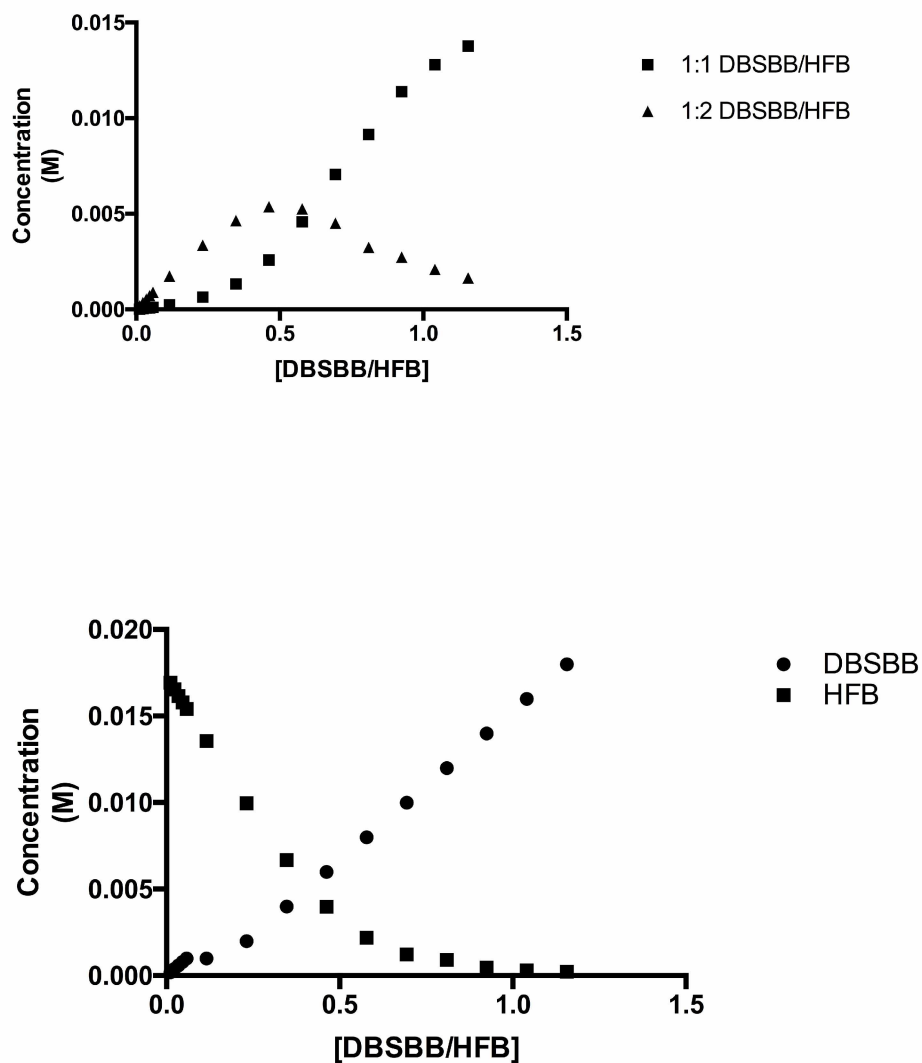 0.015
0.010
0.005
0.000
Concentration
(M)
0.0 0.5 1.0 1.5
[DBSBB/HFB]
1:1 DBSBB/HFB
1:2 DBSBB/HFB
0.020
0.015
0.010
0.005
0.000
Concentration
(M)
0.0 0.5 1.0 1.5
[DBSBB/HFB]
DBSBB
HFB